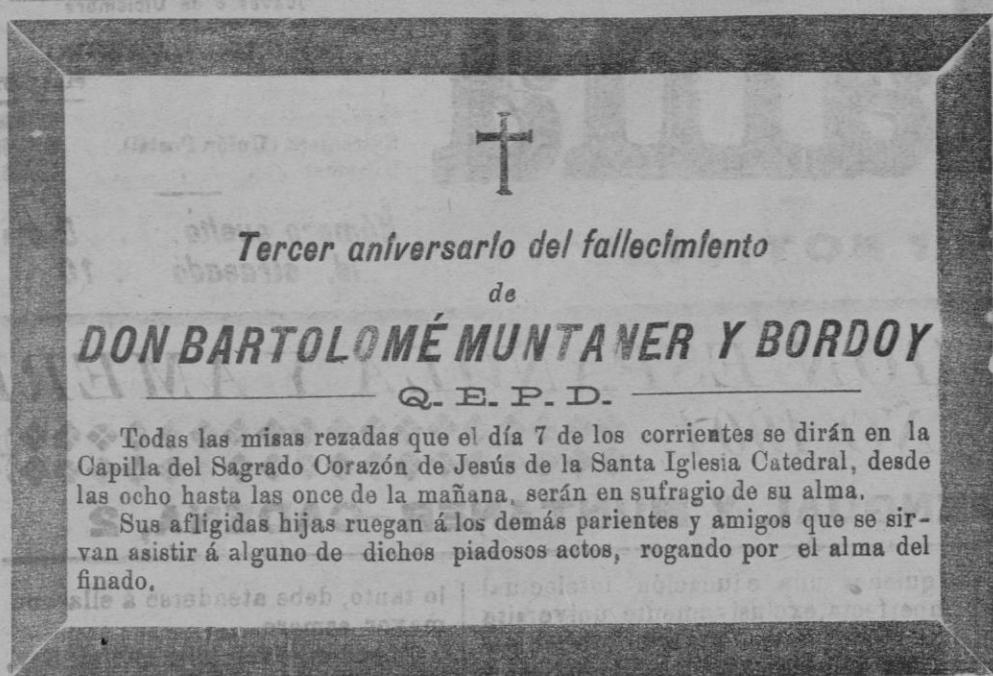 Tercer aniversario del fallecimiento
de
DON BARTOLOMÉ MUNTANER Y BORDOY
Q. E. P. D.
Todas las misas rezadas que el día 7 de los corrientes se dirán en la
Capilla del Sagrado Corazón de Jesús de la Santa Iglesia Catedral, desde
las ocho hasta las once de la mañana, serán en sufragio de su alma.
Sus afligidas hijas ruegan á los demás parientes y amigos que se sir-
van asistir á alguno de dichos piadosos actos, rogando por el alma del
finado.